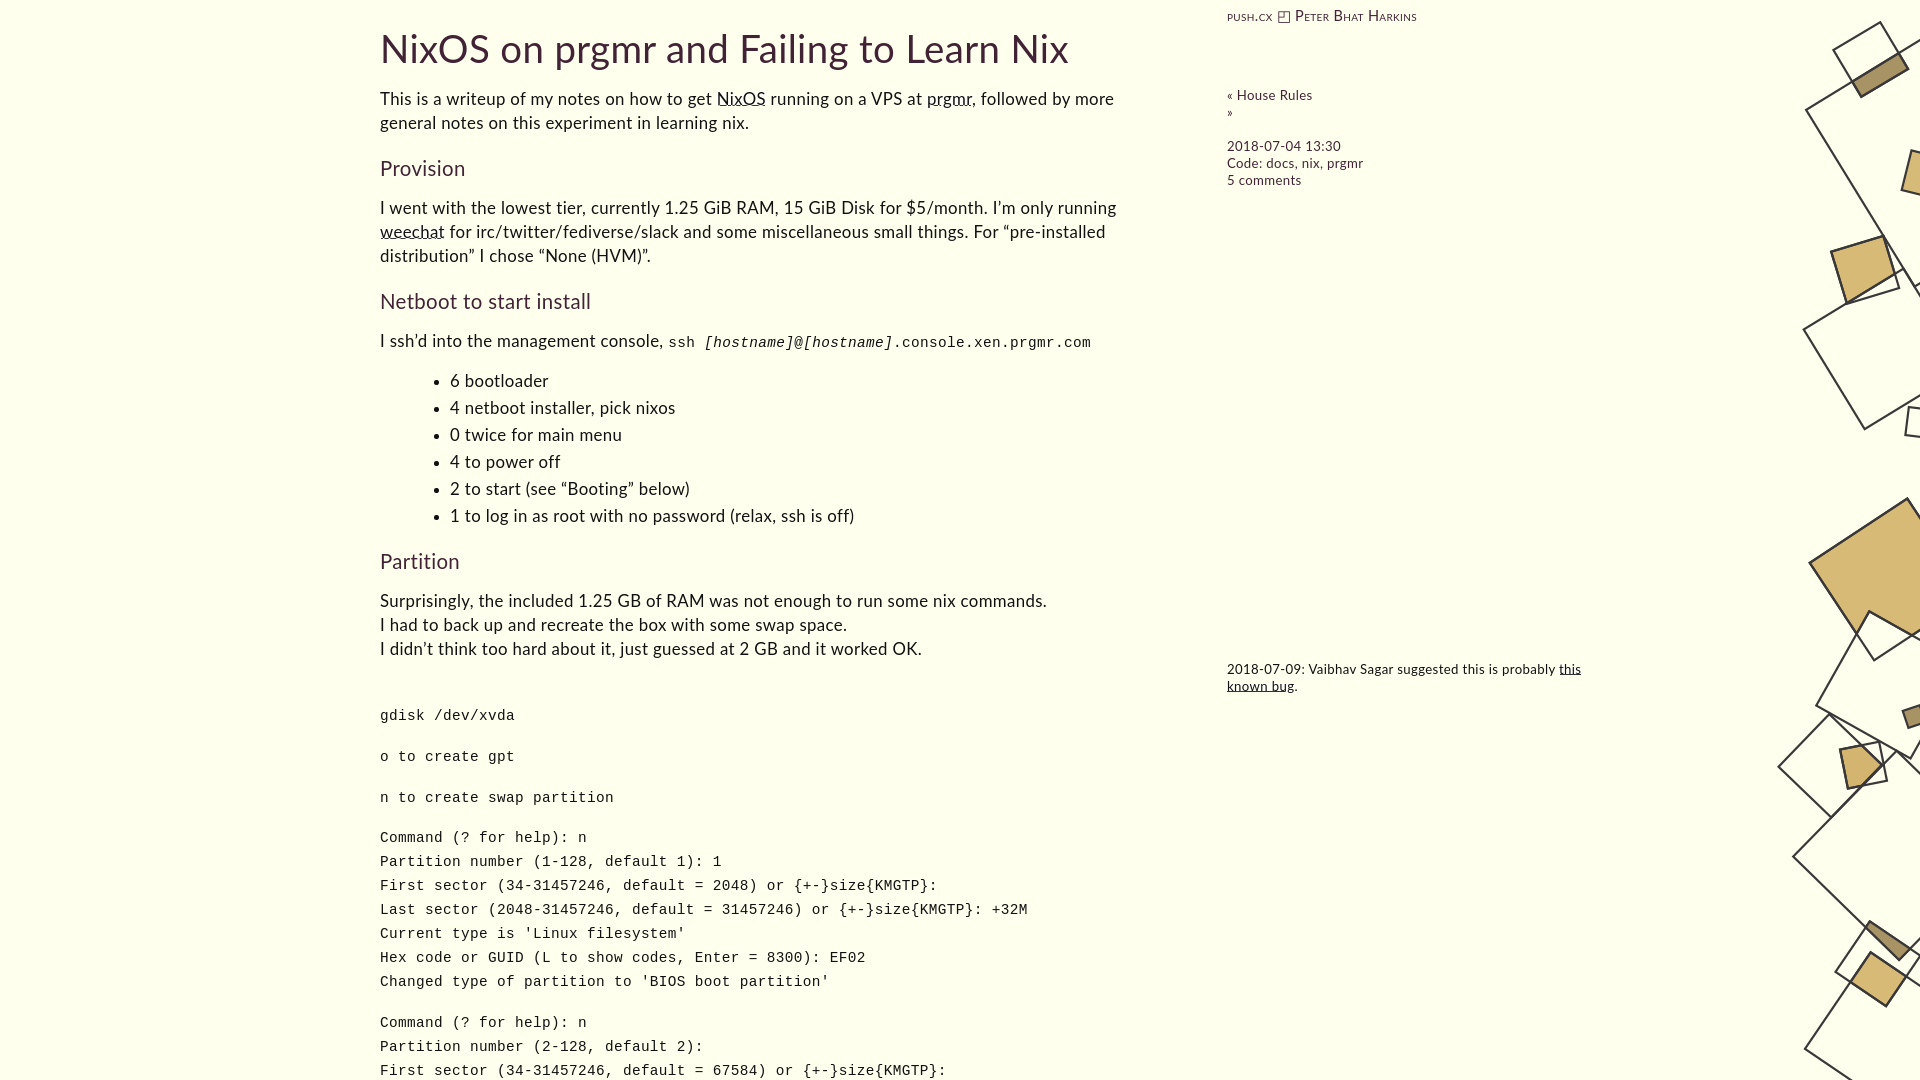 PUSH.CX ◰ PETER BHAT HARKINS
NixOS on prgmr and Failing to Learn Nix
This is a writeup of my notes on how to get NixOS running on a VPS at prgmr, followed by more
general notes on this experiment in learning nix.
« House Rules
»
2018-07-04 13:30
Code: docs, nix, prgmr
5 comments
Provision
I went with the lowest tier, currently 1.25 GiB RAM, 15 GiB Disk for $5/month. I’m only running
weechat for irc/twitter/fediverse/slack and some miscellaneous small things. For “pre-installed
distribution” I chose “None (HVM)”.
Netboot to start install
I ssh’d into the management console, ssh [hostname]@[hostname].console.xen.prgmr.com
• 6 bootloader
• 4 netboot installer, pick nixos
• 0 twice for main menu
• 4 to power off
• 2 to start (see “Booting” below)
• 1 to log in as root with no password (relax, ssh is off)
Partition
Surprisingly, the included 1.25 GB of RAM was not enough to run some nix commands.
I had to back up and recreate the box with some swap space.
I didn’t think too hard about it, just guessed at 2 GB and it worked OK.
2018-07-09: Vaibhav Sagar suggested this is probably this
known bug.
gdisk /dev/xvda
o to create gpt
n to create swap partition
Command (? for help): n
Partition number (1-128, default 1): 1
First sector (34-31457246, default = 2048) or {+-}size{KMGTP}:
Last sector (2048-31457246, default = 31457246) or {+-}size{KMGTP}: +32M
Current type is 'Linux filesystem'
Hex code or GUID (L to show codes, Enter = 8300): EF02
Changed type of partition to 'BIOS boot partition'
Command (? for help): n
Partition number (2-128, default 2):
First sector (34-31457246, default = 67584) or {+-}size{KMGTP}: